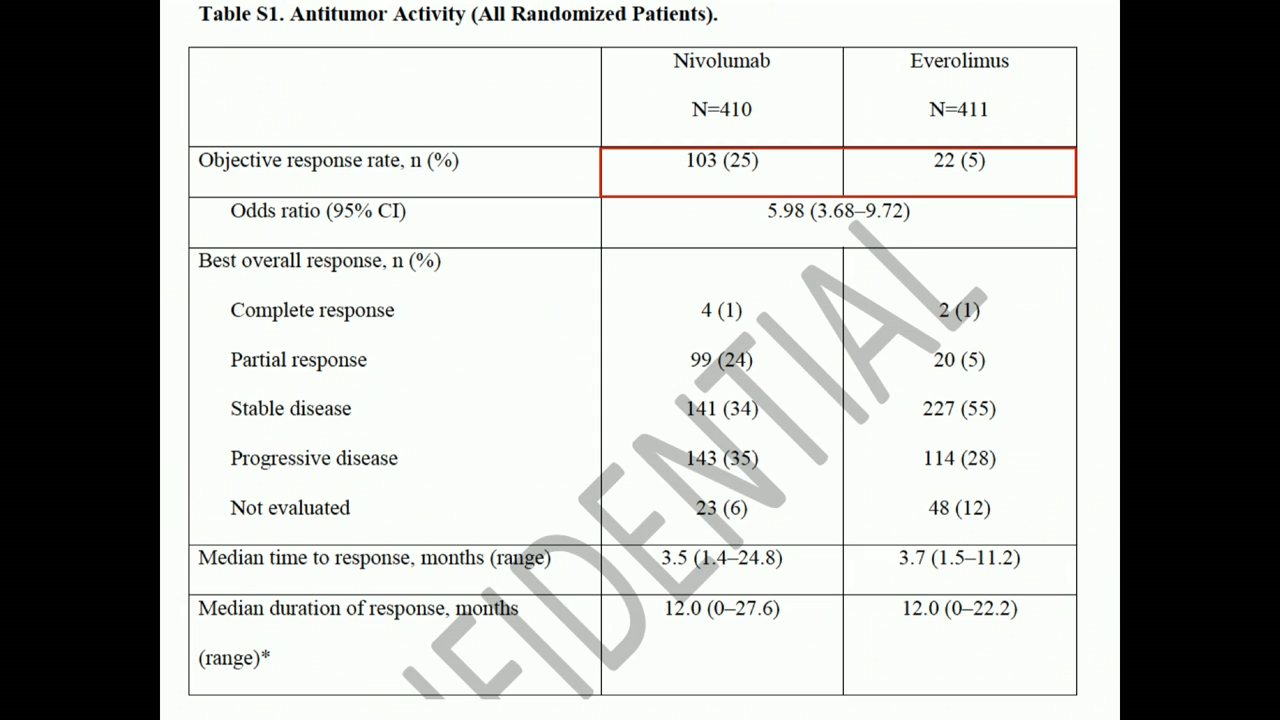 Table S1. Antitumor Activity (All Randomized Patients).
Nivolumab Everolimus
N=410 N=411
Objective response rate, n (%) 103 (25) 22 (5)
Odds ratio (95% CI) 5.98 (3.68–9.72)
Best overall response, n (%)
Complete response 4 (1) 2 (1)
Partial response 99 (24) 20 (5)
Stable disease 141 (34) 227 (55)
Progressive disease 143 (35) 114 (28)
Not evaluated 23 (6) 48 (12)
Median time to response, months (range) 3.5 (1.4–24.8) 3.7 (1.5–11.2)
Median duration of response, months 12.0 (0–27.6) 12.0 (0–22.2)
(range)*
FIDENTIAL